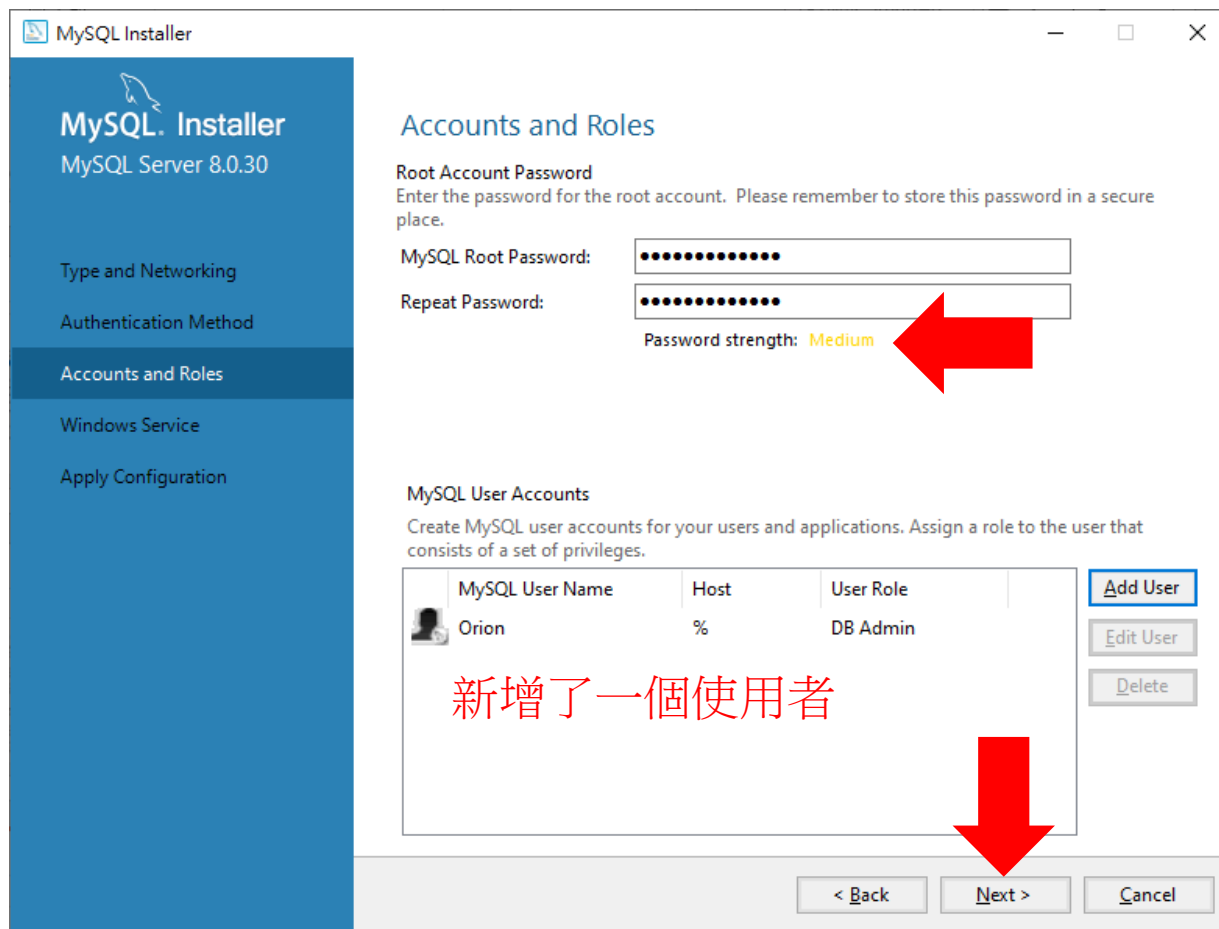 MySQL Installer
MySQL. Installer
MySQL Server 8.0.30
Type and Networking
Authentication Method
Accounts and Roles
Windows Service
Apply Configuration
Accounts and Roles
Root Account Password
Enter the password for the root account. Please remember to store this password in a secure
place.
MySQL Root Password: •••••••••••••
Repeat Password: •••••••••••••
Password strength: Medium
MySQL User Accounts
Create MySQL user accounts for your users and applications. Assign a role to the user that
consists of a set of privileges.
MySQL User Name Host User Role
Orion % DB Admin
新增了一個使用者
Add User
Edit User
Delete
< Back Next > Cancel